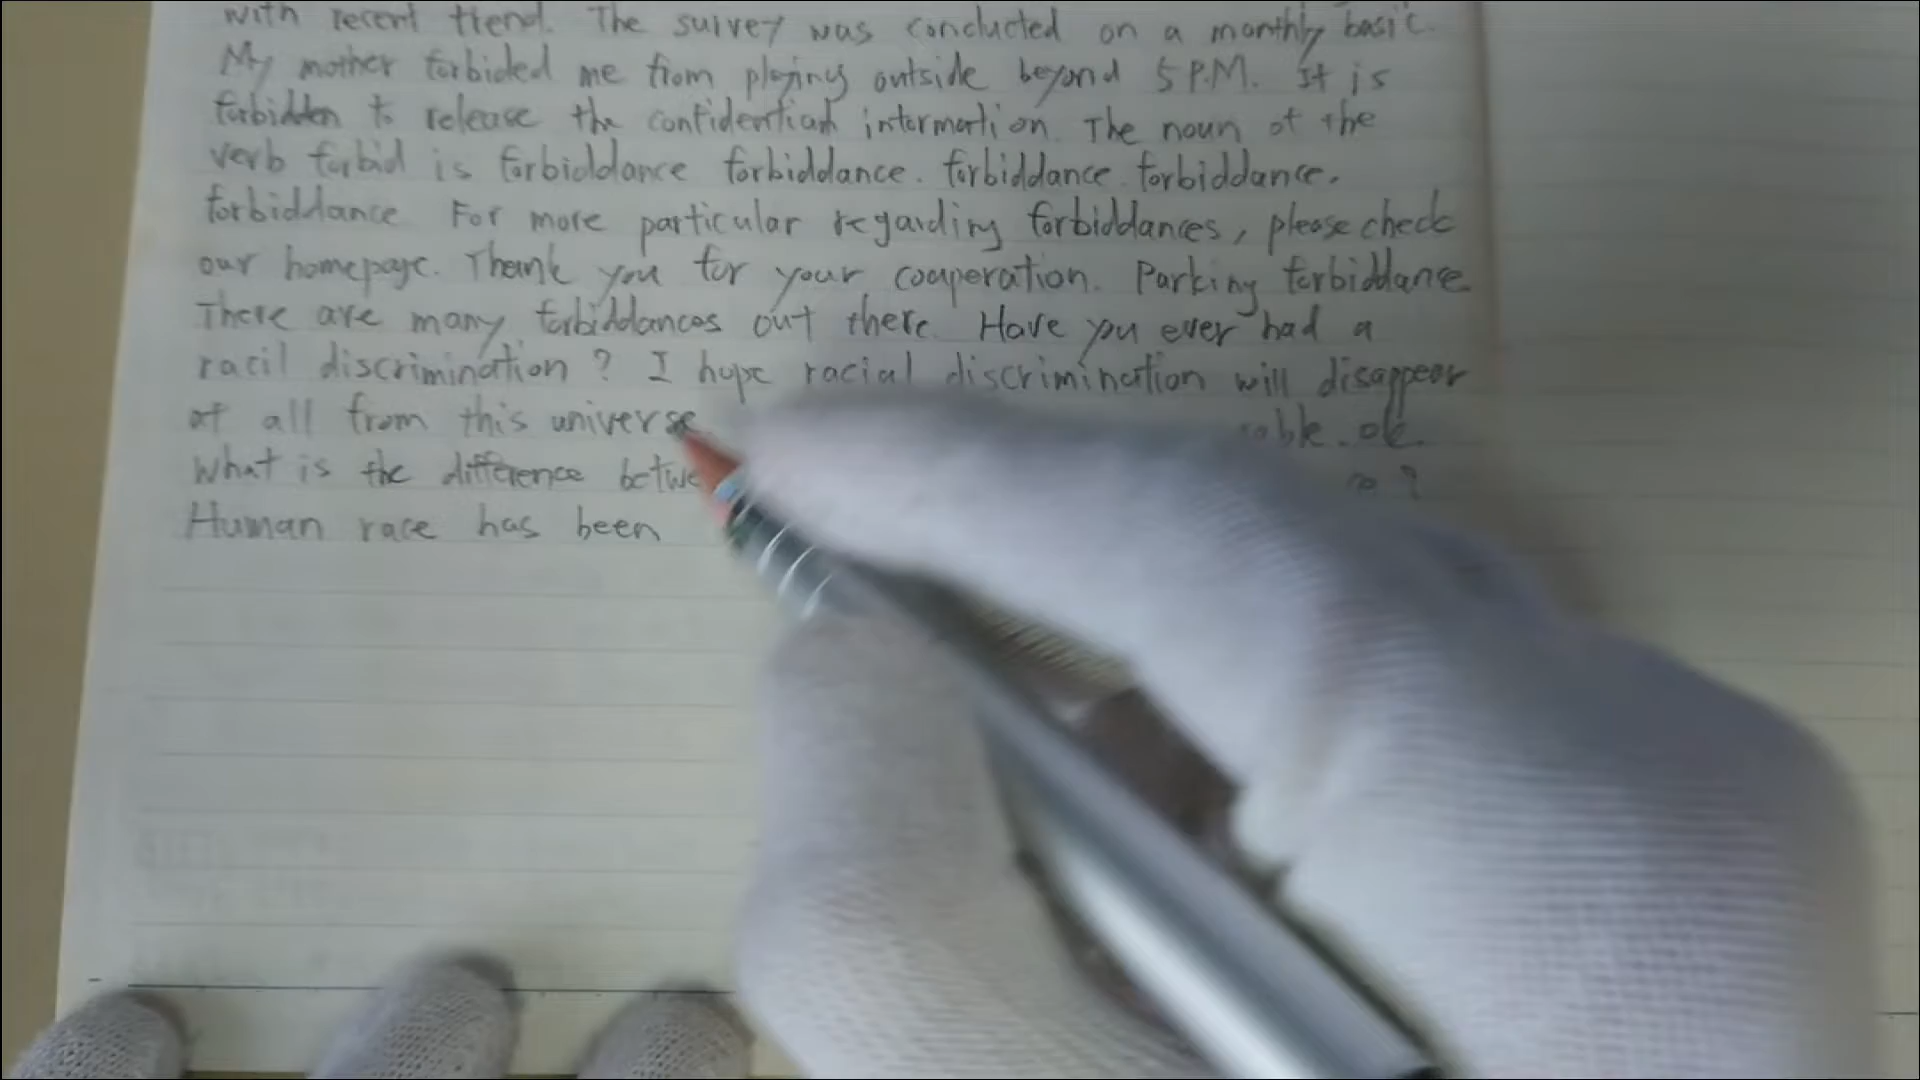 with recent trend. The survey was conducted on a monthly basic.
My mother forbided me from playing outside beyond 5 P.M. It is
forbidden to release the confidential information. The noun of the
verb forbid is forbiddance forbiddance. forbiddance. forbiddance.
forbiddance For more particular regarding forbiddances, please check
our homepage. Thank you for your cooperation. Parking forbiddance
There are many forbiddances out there. Have you ever had a
racil discrimination? I hope racial discrimination will disappear
at all from this universe ok.
What is the difference ?
Human race has been